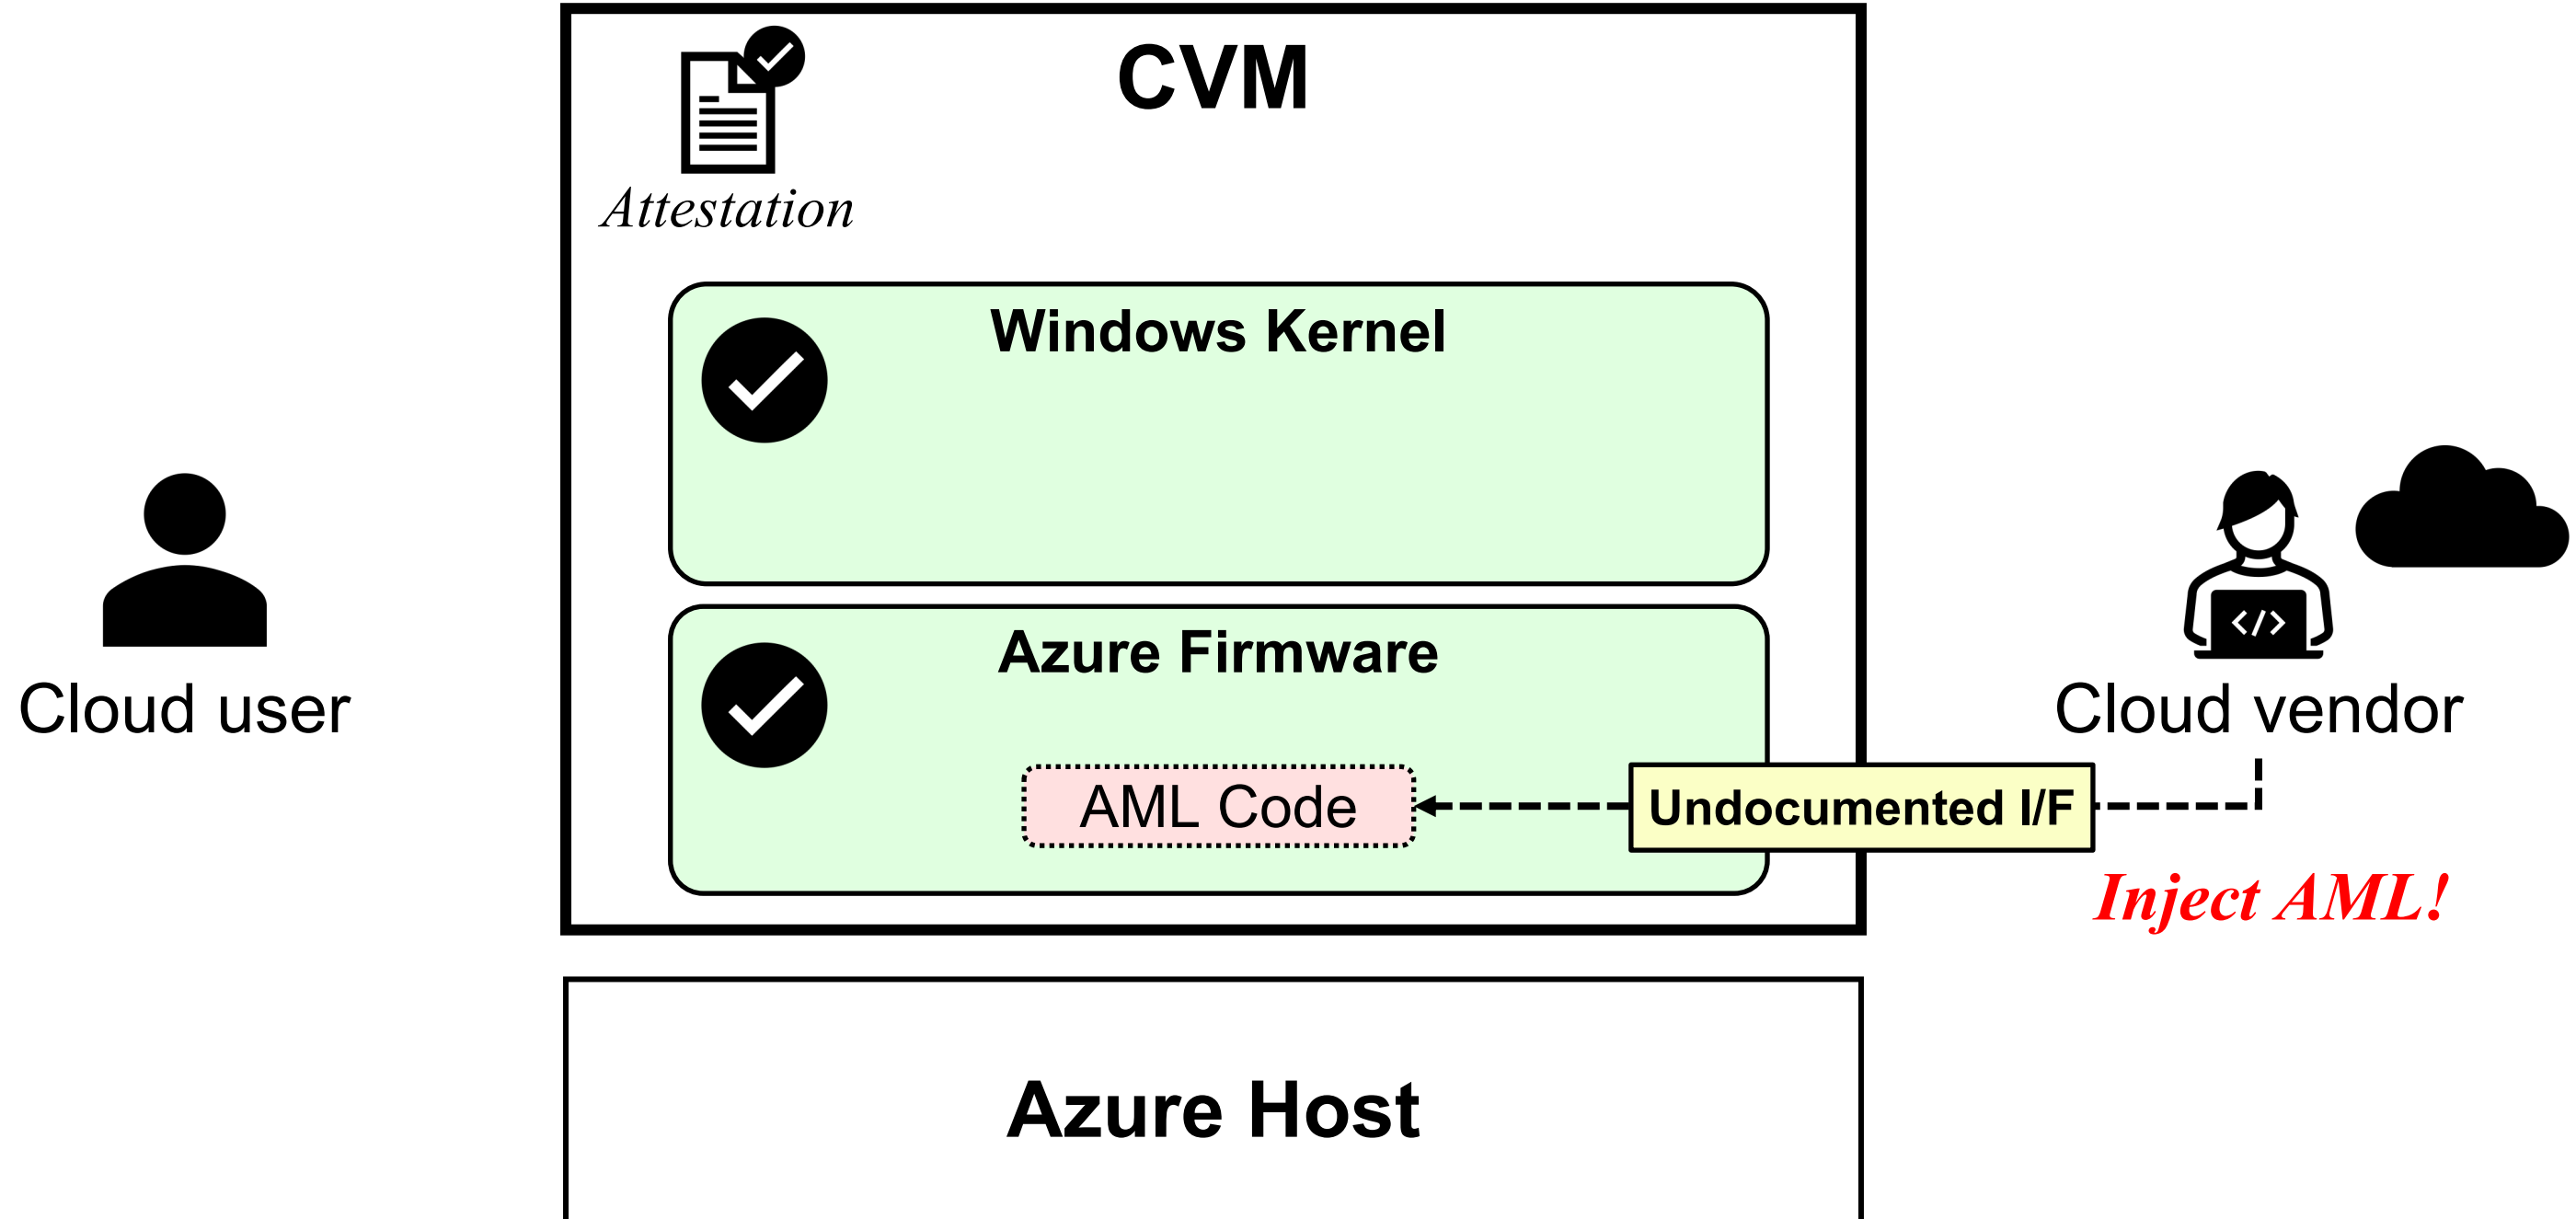 CVM
Attestation
Windows Kernel
Azure Firmware
Cloud user
Cloud vendor
AML Code
Undocumented I/F
Inject AML!
Azure Host